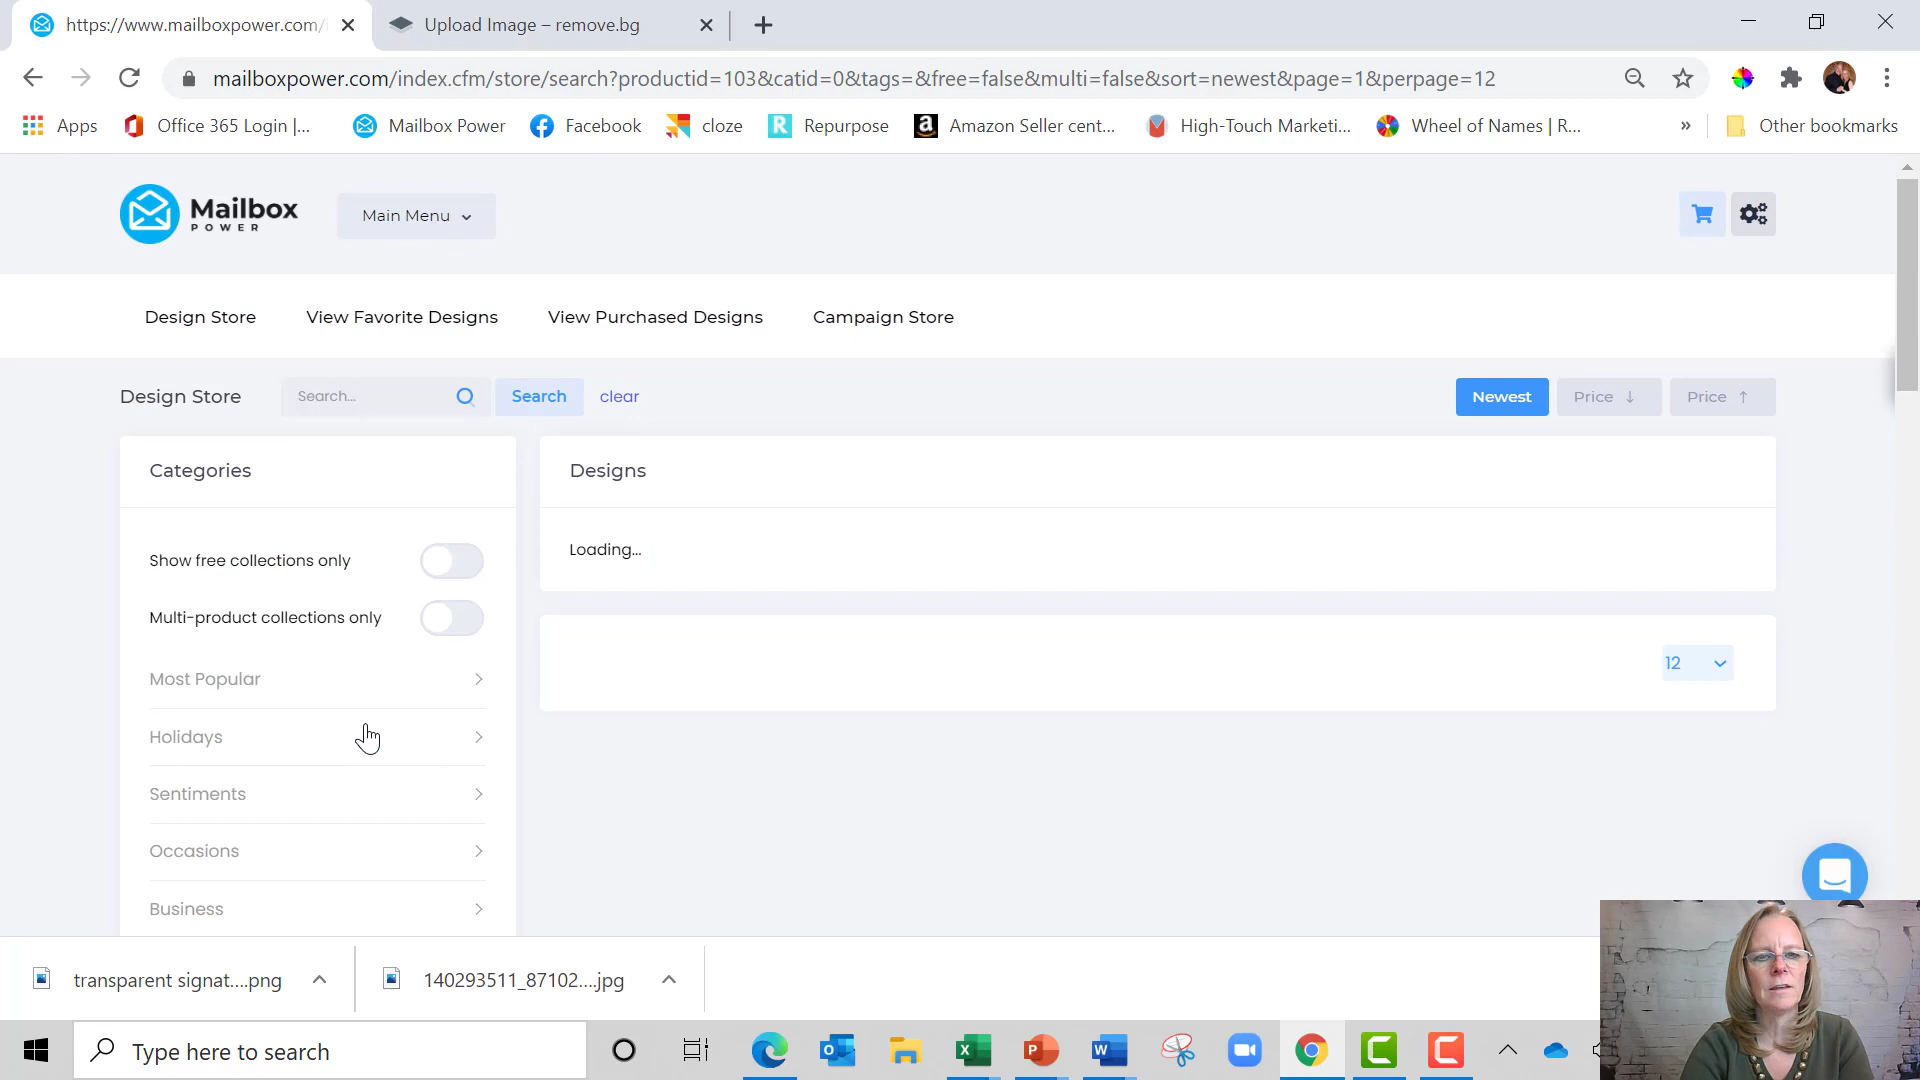 https://www.mailboxpower.com/
Upload Image – remove.bg
mailboxpower.com/index.cfm/store/search?productid=103&catid=0&tags=&free=false&multi=false&sort=newest&page=1&perpage=12
Apps
Office 365 Login |...
Mailbox Power
Facebook
cloze
Repurpose
Amazon Seller cent...
High-Touch Marketi...
Wheel of Names | R...
»
Other bookmarks
Mailbox
POWER
Main Menu
Design Store
View Favorite Designs
View Purchased Designs
Campaign Store
Design Store
Search...
Search
clear
Newest
Price ↓
Price ↑
Categories
Designs
Show free collections only
Loading...
Multi-product collections only
12
Most Popular
Holidays
Sentiments
Occasions
Business
transparent signat....png
140293511_87102....jpg
Type here to search